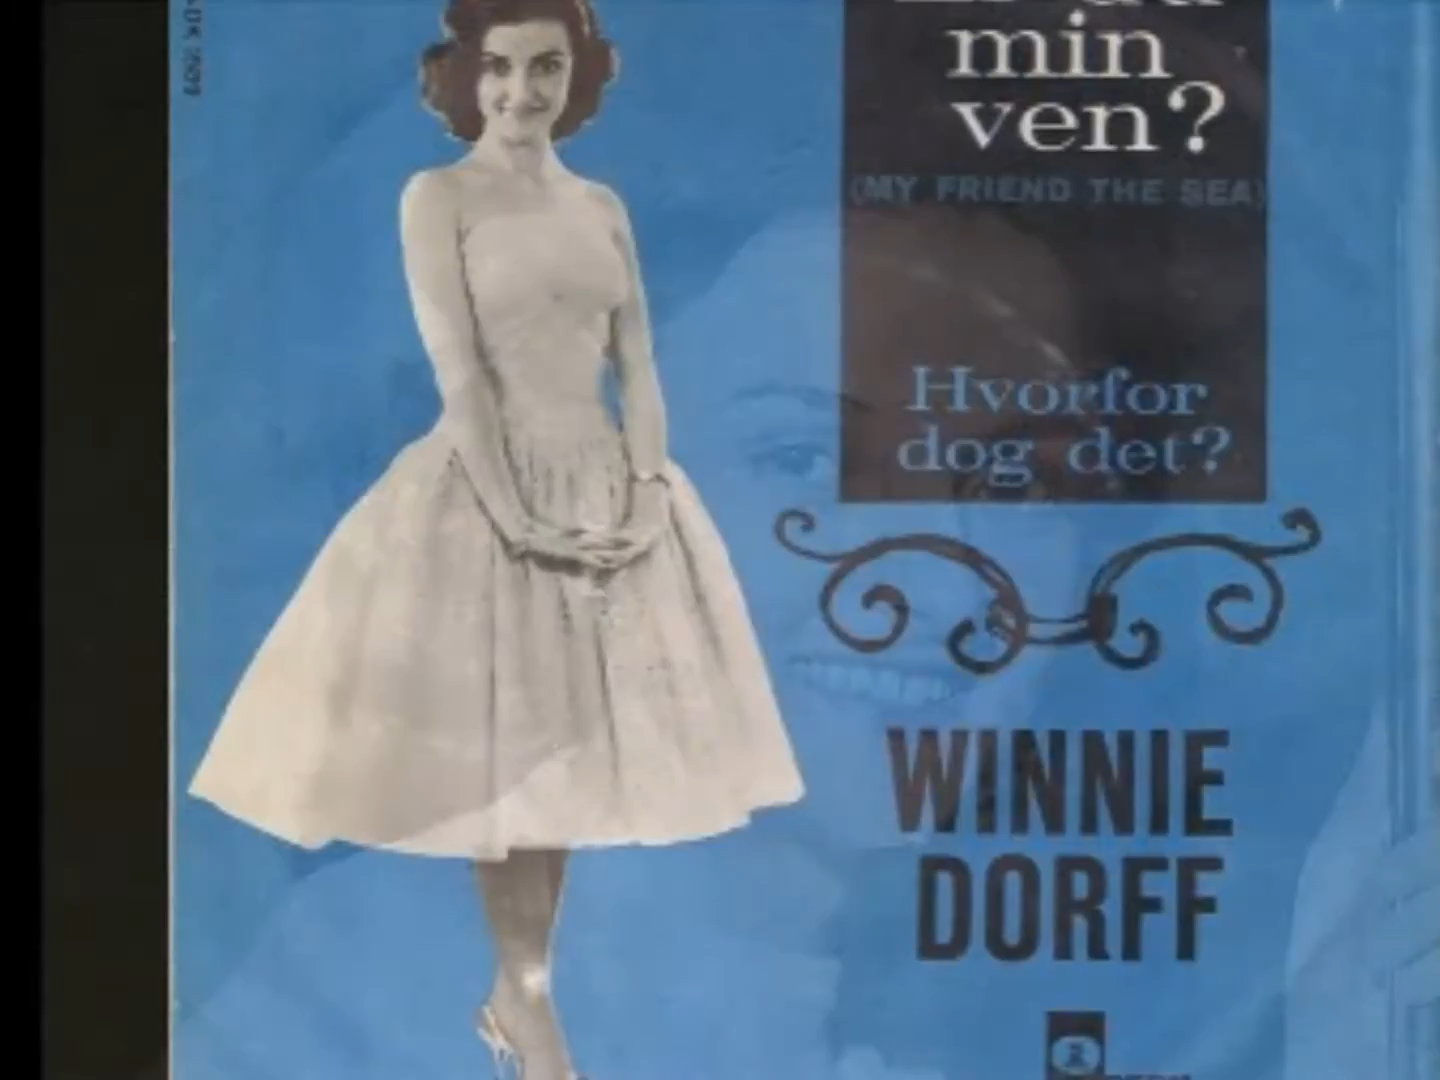 min
ven?
(MY FRIEND THE SEA)
Hvorfor
dog det?
WINNIE
DORFF